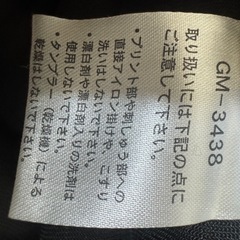 GM-3438
取り扱いには下記の点に
ご注意して下さい。
・プリント部や刺しゅう部への
直接アイロン掛けや、こすり
洗いはしないで下さい。
・漂白剤や漂白剤入りの洗剤は
使用しないで下さい。
・タンブラー(乾燥機)による
乾燥はしないで下さい。